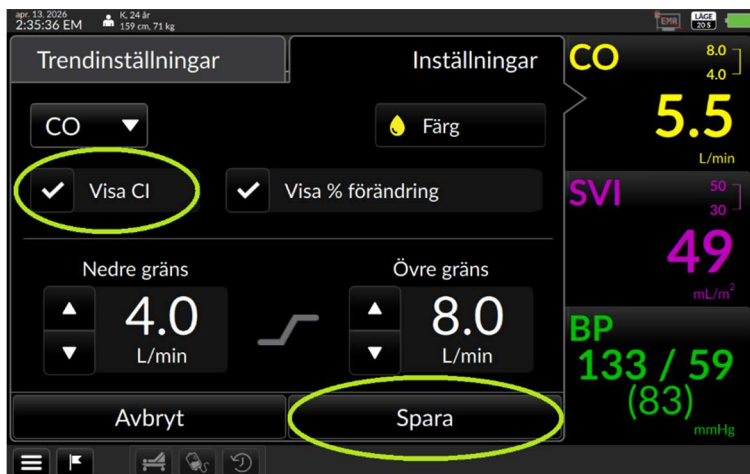 apr. 13, 2026
2:35:36 EM
K, 24 år
159 cm, 71 kg
EMR
LÄGE
20 S
Trendinställningar
Inställningar
CO
Färg
Visa CI
Visa % förändring
Nedre gräns
Övre gräns
4.0
8.0
L/min
L/min
Avbryt
Spara
CO
8.0
4.0
5.5
L/min
SVI
50
30
49
mL/m²
BP
133 / 59
(83)
mmHg